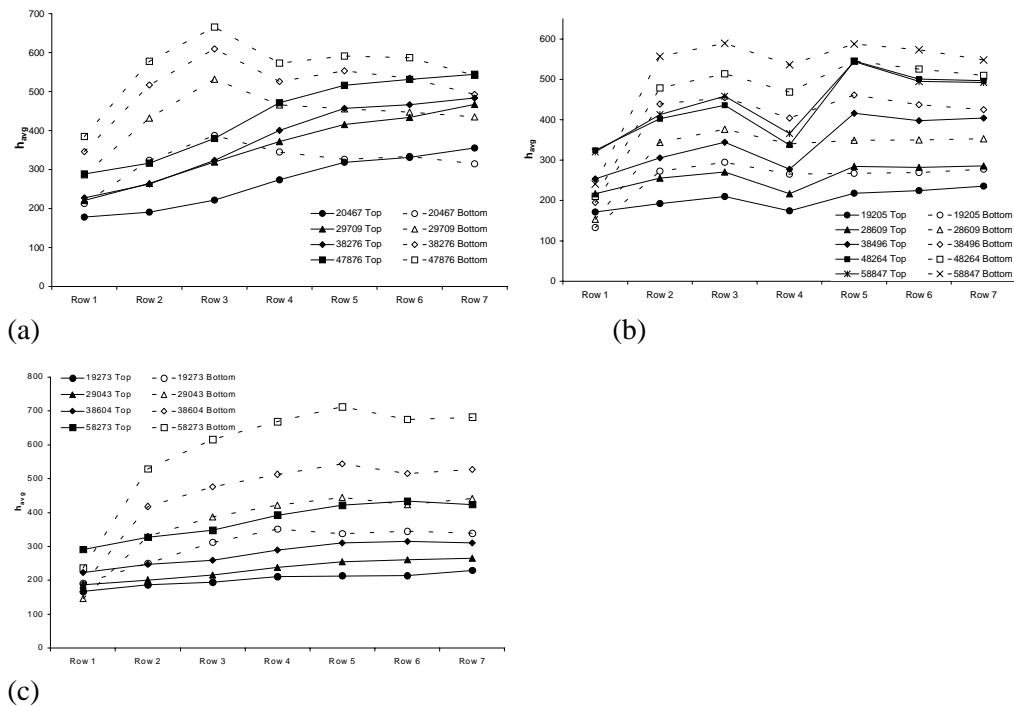 700
600
500
400
300
200
100
0
havg
Row 1 Row 2 Row 3 Row 4 Row 5 Row 6 Row 7
20467 Top 20467 Bottom
29709 Top 29709 Bottom
38276 Top 38276 Bottom
47876 Top 47876 Bottom
(a)
600
500
400
300
200
100
0
havg
Row 1 Row 2 Row 3 Row 4 Row 5 Row 6 Row 7
19205 Top 19205 Bottom
28609 Top 28609 Bottom
38496 Top 38496 Bottom
48264 Top 48264 Bottom
58847 Top 58847 Bottom
(b)
800
700
600
500
400
300
200
100
0
havg
19273 Top 19273 Bottom
29043 Top 29043 Bottom
38604 Top 38604 Bottom
58273 Top 58273 Bottom
Row 1 Row 2 Row 3 Row 4 Row 5 Row 6 Row 7
(c)